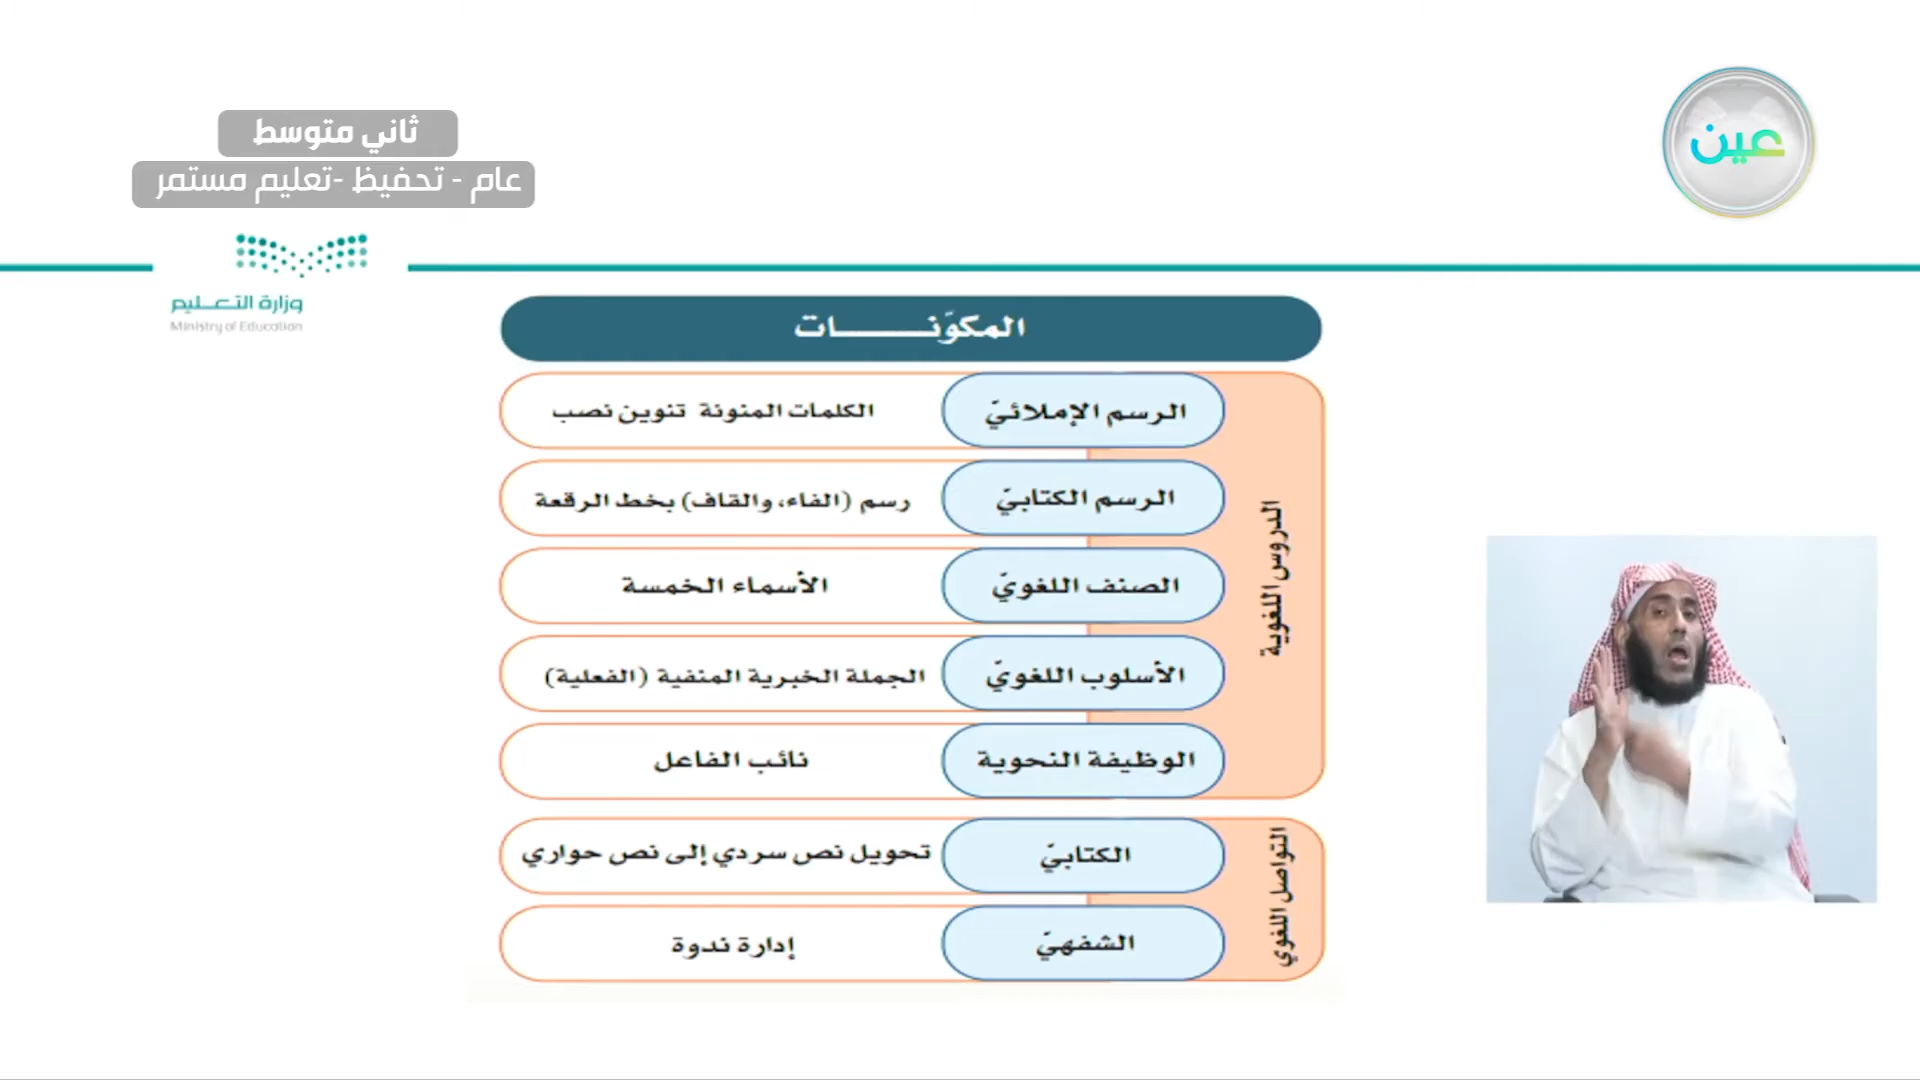 ثاني متوسط
عام - تحفيظ -تعليم مستمر
عين
وزارة التعـــليم
Ministry of Education
المكوّنـــــــــات
الدروس اللغوية
الرسم الإملائيّ
الكلمات المنونة تنوين نصب
الرسم الكتابيّ
رسم (الفاء، والقاف) بخط الرقعة
الصنف اللغويّ
الأسماء الخمسة
الأسلوب اللغويّ
الجملة الخبرية المنفية (الفعلية)
الوظيفة النحوية
نائب الفاعل
التواصل اللغوي
الكتابيّ
تحويل نص سردي إلى نص حواري
الشفهيّ
إدارة ندوة